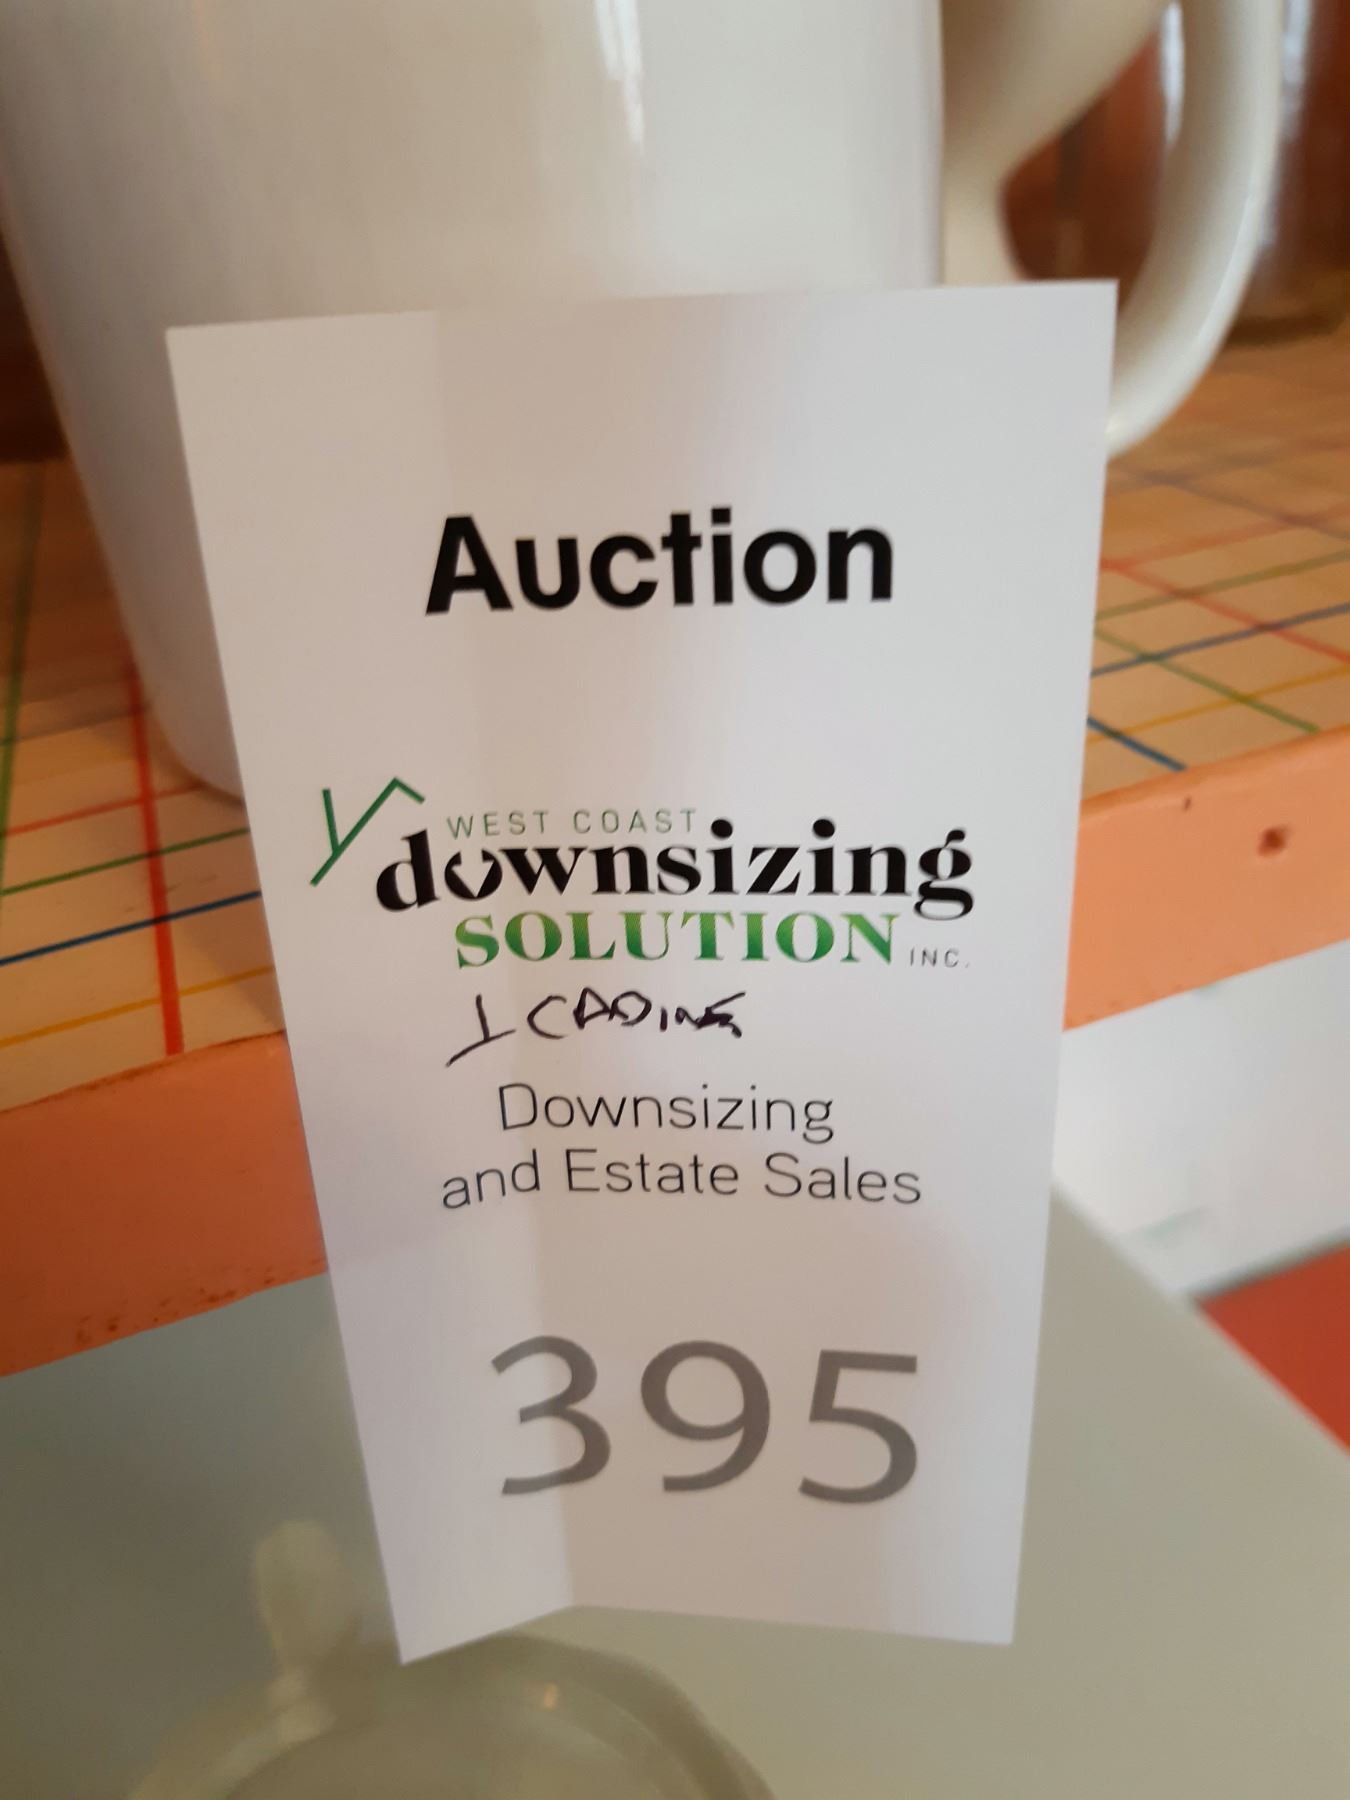 Auction
WEST COAST
downsizing
SOLUTION INC.
Downsizing
and Estate Sales
395